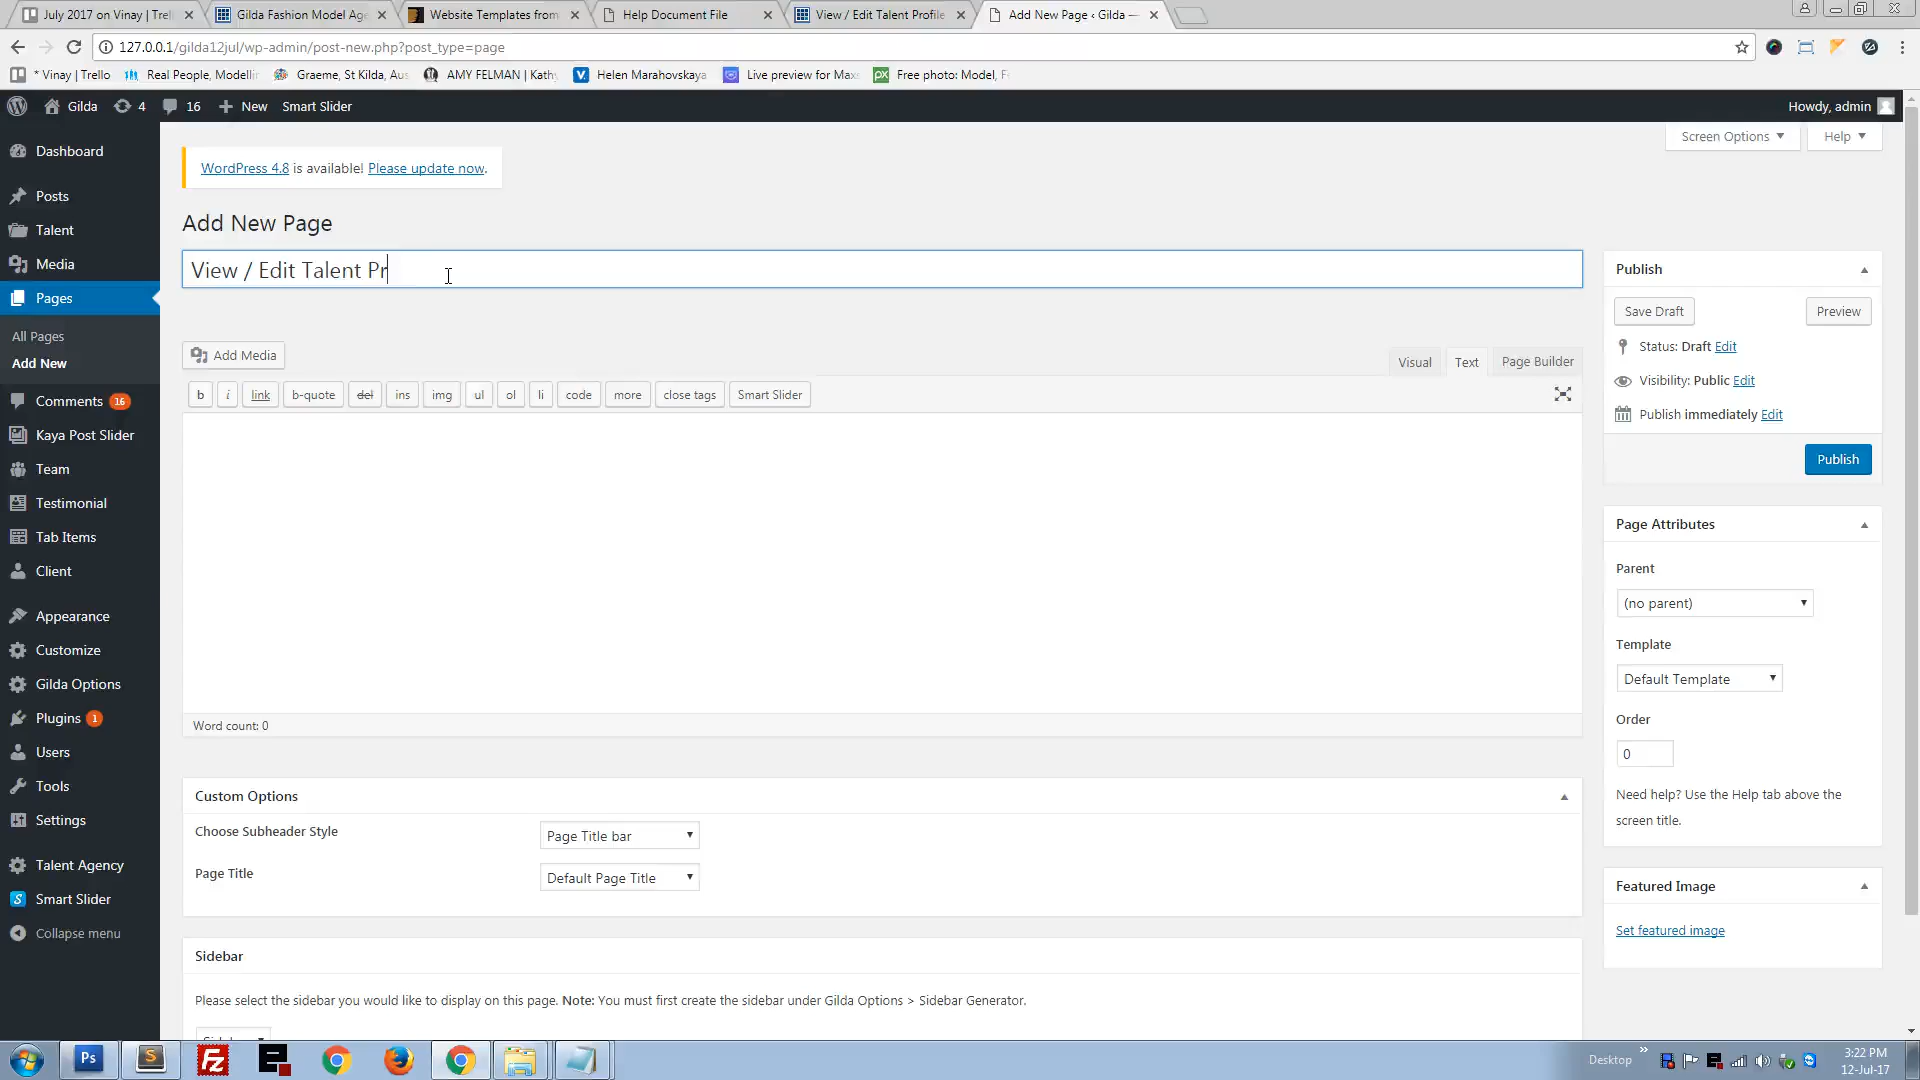 July 2017 on Vinay | Trell
Gilda Fashion Model Age
Website Templates from
Help Document File
View / Edit Talent Profile
Add New Page ‹ Gilda —
127.0.0.1/gilda12jul/wp-admin/post-new.php?post_type=page
* Vinay | Trello
Real People, Modellin
Graeme, St Kilda, Aus
AMY FELMAN | Kathy
Helen Marahovskaya
Live preview for Max
Free photo: Model, F
Gilda
4
16
New
Smart Slider
Howdy, admin
Screen Options
Help
Dashboard
Posts
Talent
Media
Pages
All Pages
Add New
Comments 16
Kaya Post Slider
Team
Testimonial
Tab Items
Client
Appearance
Customize
Gilda Options
Plugins 1
Users
Tools
Settings
Talent Agency
Smart Slider
Collapse menu
WordPress 4.8 is available! Please update now.
Add New Page
View / Edit Talent Pr
Add Media
Visual
Text
Page Builder
b
i
link
b-quote
del
ins
img
ul
ol
li
code
more
close tags
Smart Slider
Word count: 0
Custom Options
Choose Subheader Style
Page Title bar
Page Title
Default Page Title
Sidebar
Please select the sidebar you would like to display on this page. Note: You must first create the sidebar under Gilda Options > Sidebar Generator.
Publish
Save Draft
Preview
Status: Draft Edit
Visibility: Public Edit
Publish immediately Edit
Publish
Page Attributes
Parent
(no parent)
Template
Default Template
Order
0
Need help? Use the Help tab above the
screen title.
Featured Image
Set featured image
Ps
S
Fz
Desktop
3:22 PM
12-Jul-17